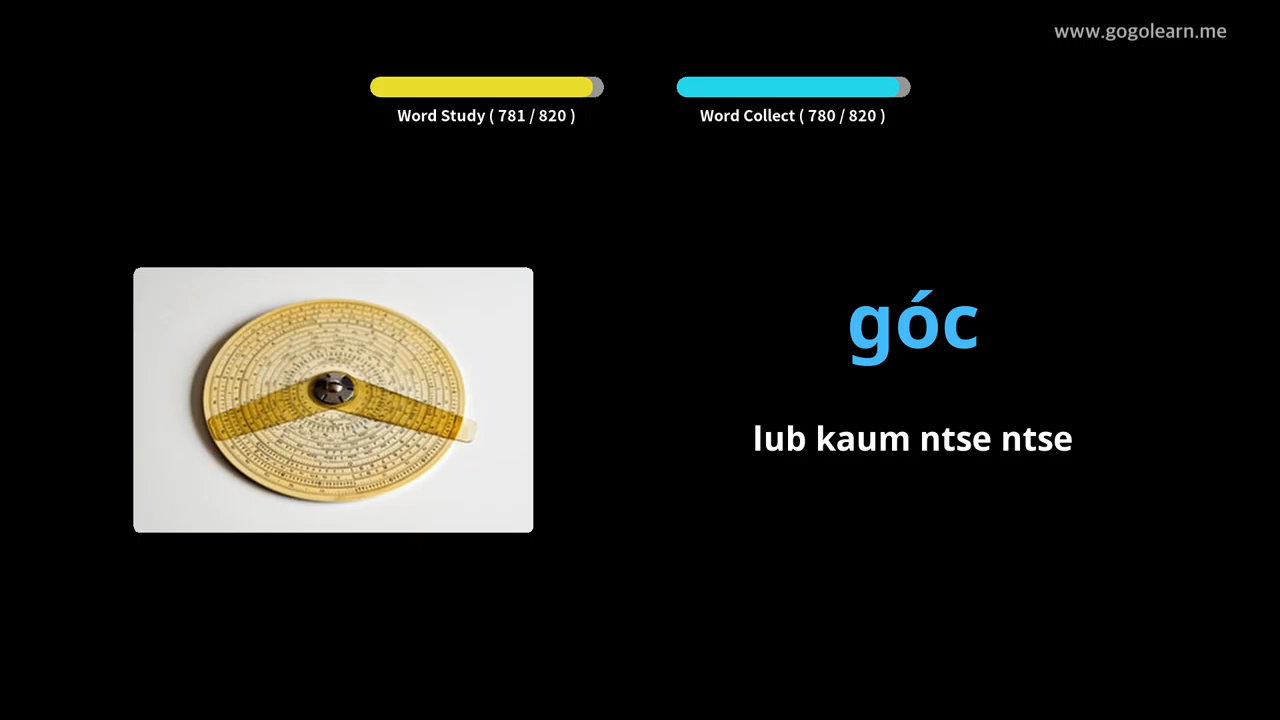 www.gogolearn.me
Word Study ( 781 / 820 )
Word Collect ( 780 / 820 )
góc
lub kaum ntse ntse